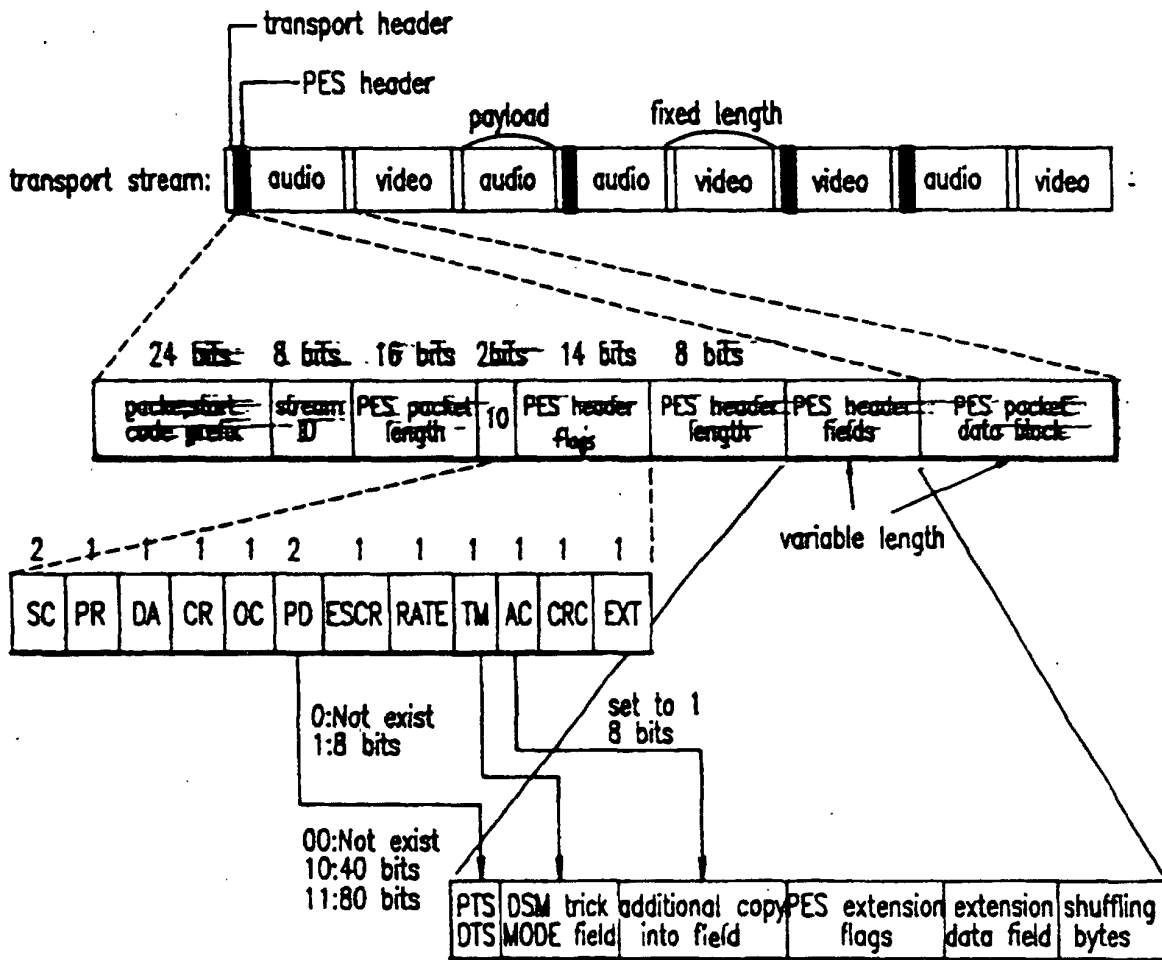 transport header
PES header
payload
fixed length
transport stream:
audio
video
audio
audio
video
video
audio
video
24 bits
8 bits
16 bits
2bits
14 bits
8 bits
packet start
code prefix
stream
ID
PES packet
length
10
PES header
flags
PES header
length
PES header
fields
PES packet
data block
variable length
2 1 1 1 1 2 1 1 1 1 1 1
SC PR DA CR OC PD ESCR RATE TM AC CRC EXT
0:Not exist
1:8 bits
set to 1
8 bits
00:Not exist
10:40 bits
11:80 bits
PTS
DTS
DSM trick
MODE field
additional copy
into field
PES extension
flags
extension
data field
shuffling
bytes